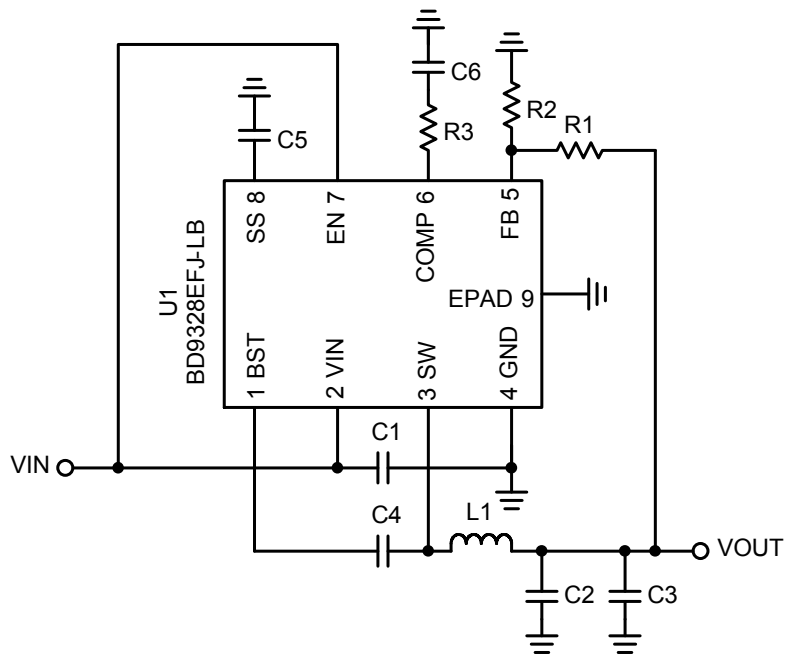 C6
R2
R1
C5
R3
SS 8
EN 7
COMP 6
FB 5
U1
BD9328EFJ-LB
EPAD 9
1 BST
2 VIN
3 SW
4 GND
C1
VIN
C4
L1
VOUT
C2
C3